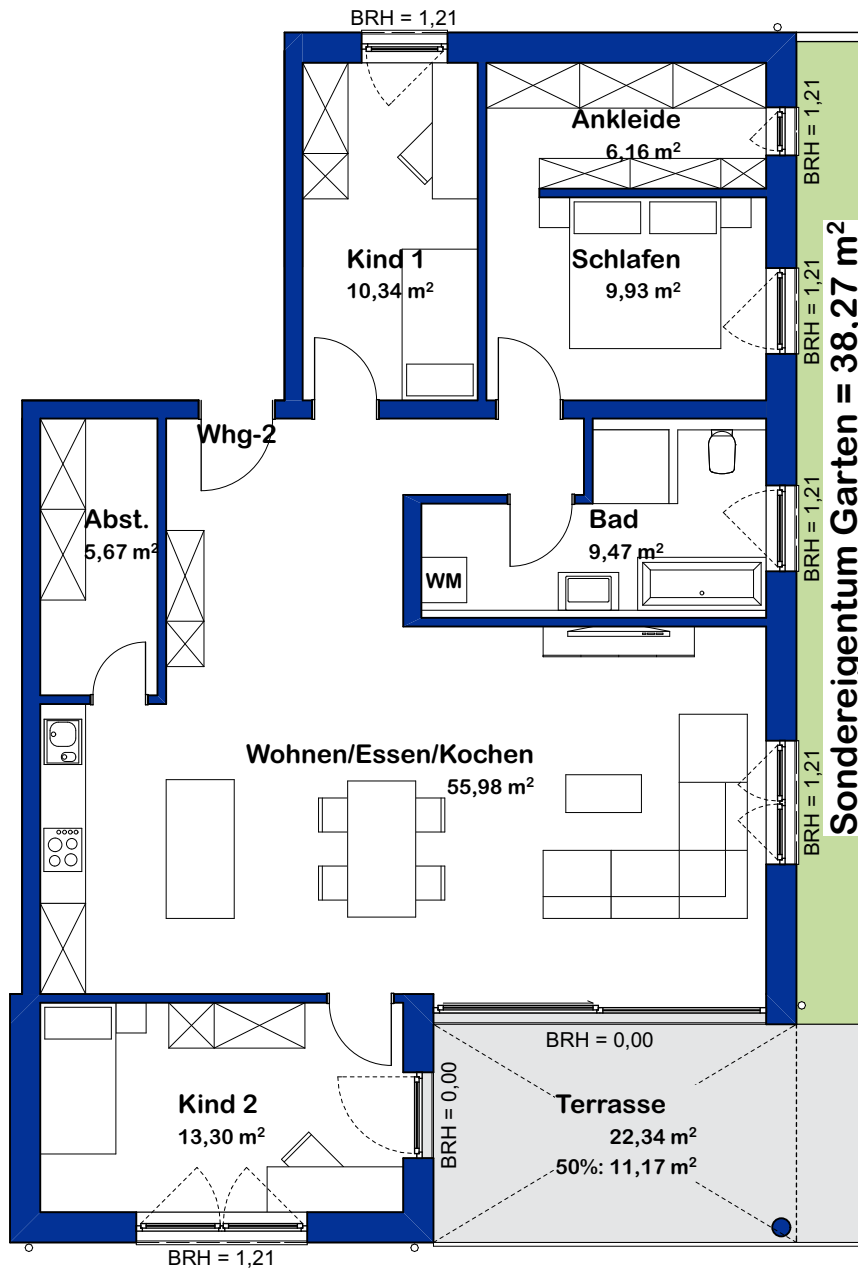 BRH = 1,21
Ankleide
6,16 m²
BRH = 1,21
Kind 1
10,34 m²
Schlafen
9,93 m²
BRH = 1,21
Sondereigentum Garten = 38,27 m²
Whg-2
Abst.
5,67 m²
Bad
9,47 m²
BRH = 1,21
WM
Wohnen/Essen/Kochen
55,98 m²
BRH = 1,21
BRH = 0,00
Kind 2
13,30 m²
BRH = 0,00
Terrasse
22,34 m²
50%: 11,17 m²
BRH = 1,21